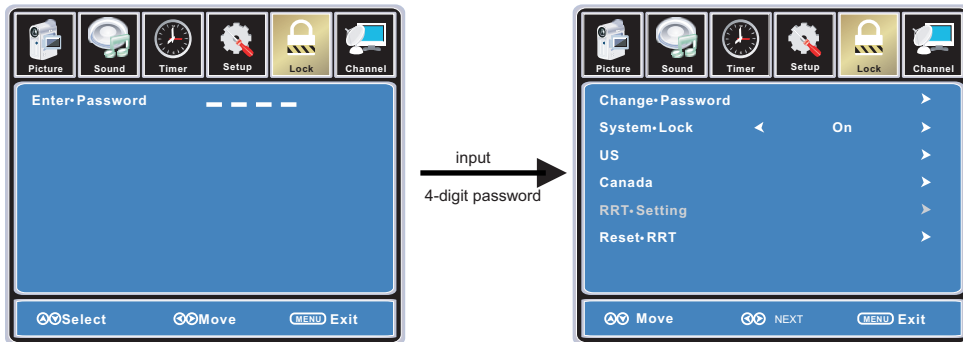 Picture Sound Timer Setup Lock Channel
Enter•Password
Select Move MENU Exit
input
4-digit password
Picture Sound Timer Setup Lock Channel
Change•Password
System•Lock On
US
Canada
RRT•Setting
Reset•RRT
Move NEXT MENU Exit